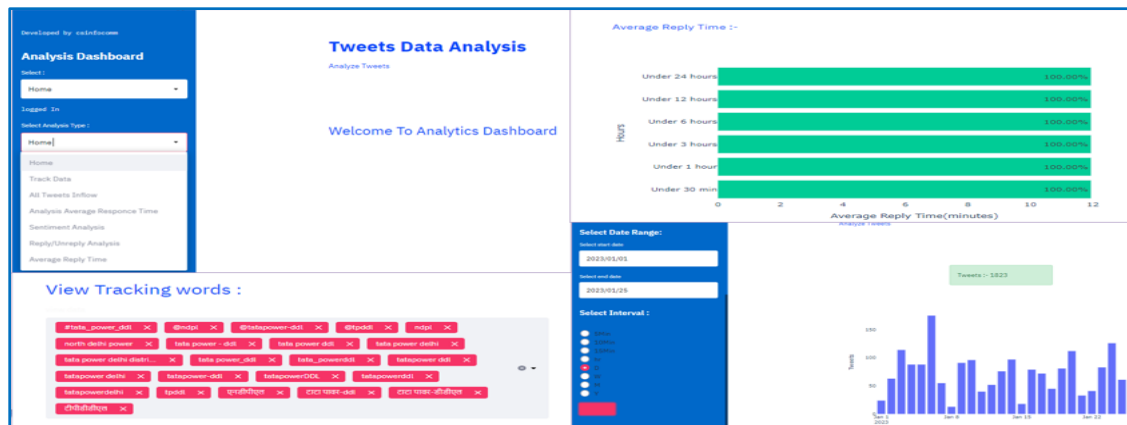 Developed by coinfocomm
Analysis Dashboard
Select :
Home
logged In
Select Analysis Type :
Home
Home
Track Data
All Tweets Inflow
Analysis Average Responce Time
Sentiment Analysis
Reply/Unreply Analysis
Average Reply Time
Tweets Data Analysis
Analyze Tweets
Welcome To Analytics Dashboard
Average Reply Time :-
Hours
Under 24 hours 100.00%
Under 12 hours 100.00%
Under 6 hours 100.00%
Under 3 hours 100.00%
Under 1 hour 100.00%
Under 30 min 100.00%
0 2 4 6 8 10 12
Average Reply Time(minutes)
View Tracking words :
#tata_power_ddl × @ndpl × @tatapower-ddl × @tpddl × ndpl ×
north delhi power × tata power - ddl × tata power ddl × tata power delhi ×
tata power delhi distri... × tata power_ddl × tata_powerddl × tatapower ddl ×
tatapower delhi × tatapower-ddl × tatapowerDDL × tatapowerddl ×
tatapowerdelhi × tpddl × एनडीपीएल × टाटा पावर-ddl × टाटा पावर-डीडीएल ×
टीपीडीडीएल ×
Select Date Range:
Select start date
2023/01/01
Select end date
2023/01/25
Select Interval :
Analyze Tweets
Tweets :- 1823
Tweets
150
100
50
0
Jan 1 Jan 8 Jan 15 Jan 22
2023